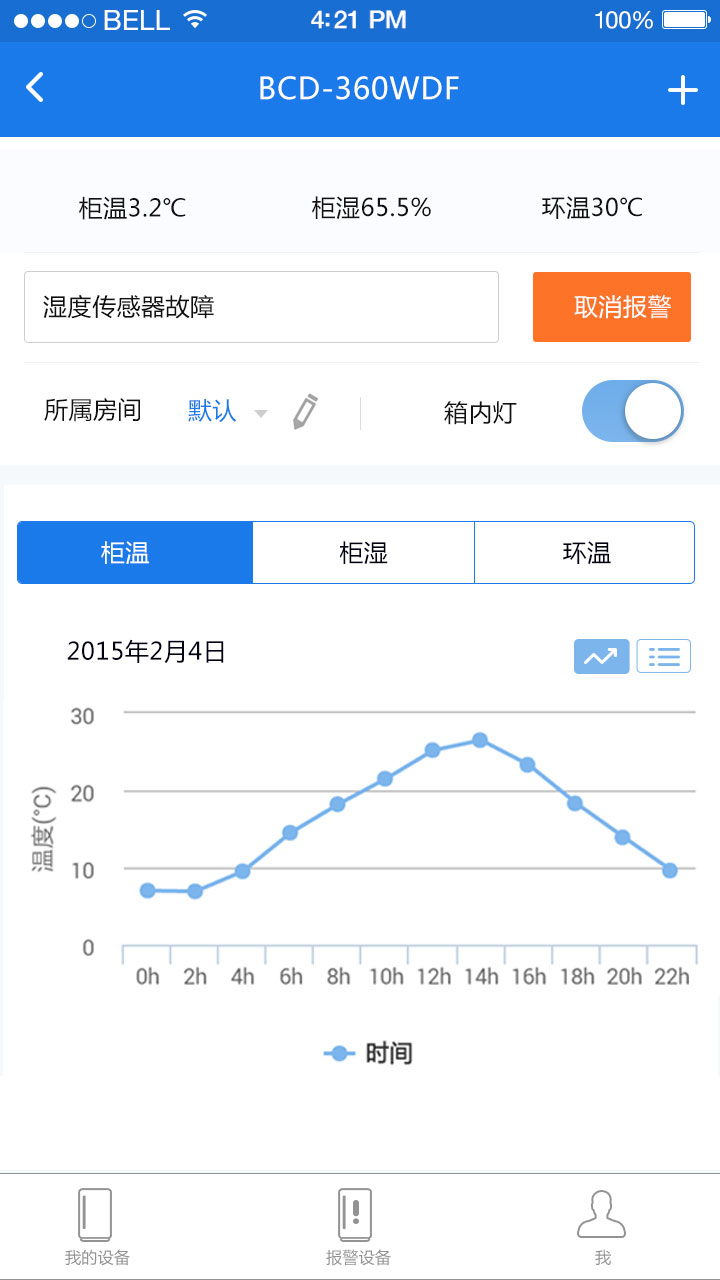 BELL 4:21 PM 100%
BCD-360WDF
柜温3.2℃ 柜湿65.5% 环温30℃
湿度传感器故障 取消报警
所属房间 默认 箱内灯
柜温 柜湿 环温
2015年2月4日
温度(°C)
30
20
10
0
0h 2h 4h 6h 8h 10h 12h 14h 16h 18h 20h 22h
时间
我的设备 报警设备 我